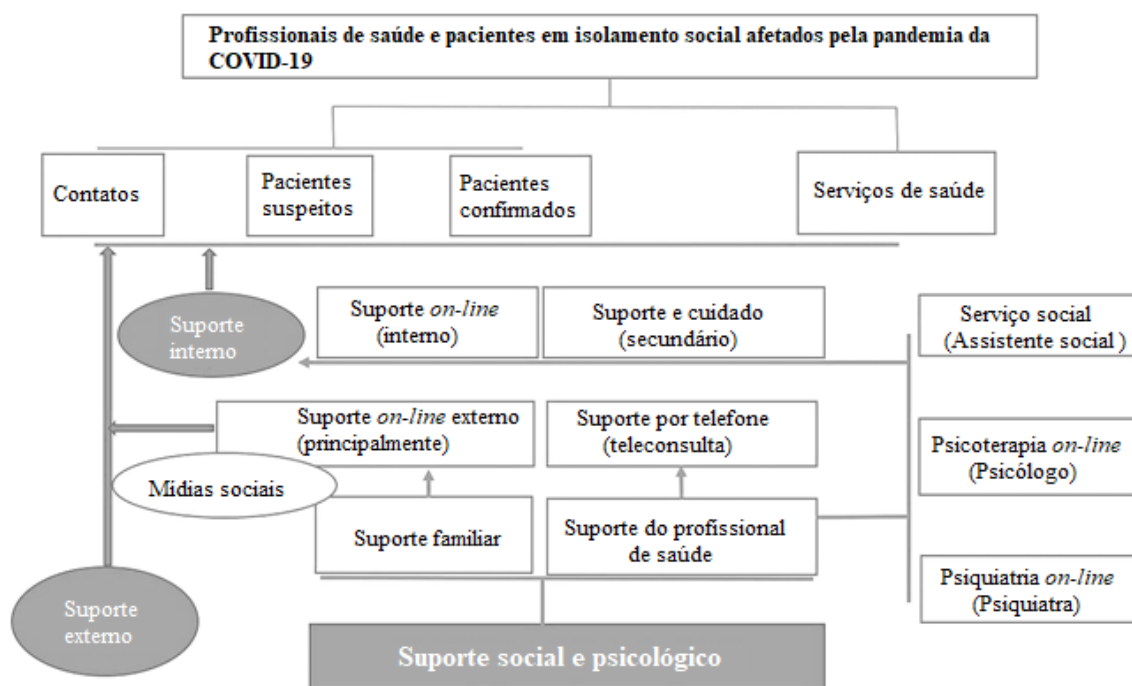 Profissionais de saúde e pacientes em isolamento social afetados pela pandemia da
COVID-19
Contatos
Pacientes
suspeitos
Pacientes
confirmados
Serviços de saúde
Suporte
interno
Suporte on-line
(interno)
Suporte e cuidado
(secundário)
Serviço social
(Assistente social)
Suporte on-line externo
(principalmente)
Suporte por telefone
(teleconsulta)
Psicoterapia on-line
(Psicólogo)
Mídias sociais
Suporte familiar
Suporte do profissional
de saúde
Psiquiatria on-line
(Psiquiatra)
Suporte
externo
Suporte social e psicológico